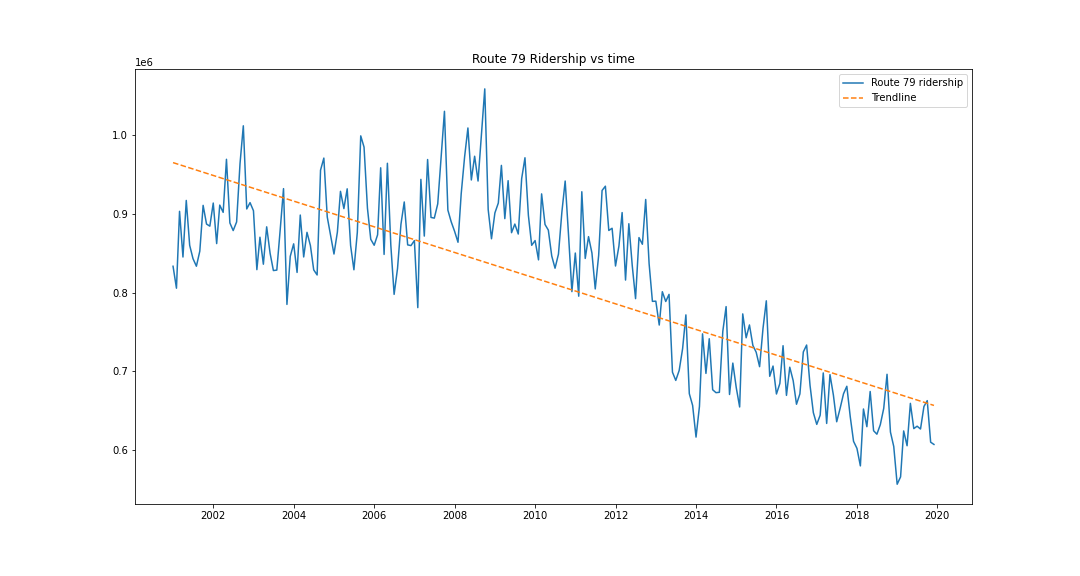 Route 79 Ridership vs time
1e6
Route 79 ridership
Trendline
1.0
0.9
0.8
0.7
0.6
2002 2004 2006 2008 2010 2012 2014 2016 2018 2020